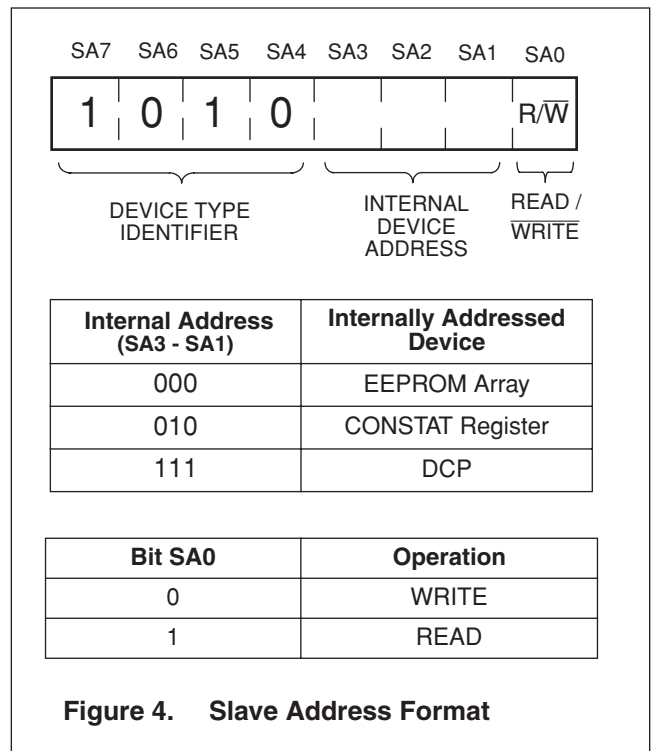 SA7 SA6 SA5 SA4 SA3 SA2 SA1 SA0
1 0 1 0 R/W̅
DEVICE TYPE
IDENTIFIER
INTERNAL
DEVICE
ADDRESS
READ /
W̅R̅I̅T̅E̅
Internal Address
(SA3 - SA1)
Internally Addressed
Device
000 EEPROM Array
010 CONSTAT Register
111 DCP
Bit SA0 Operation
0 WRITE
1 READ
Figure 4. Slave Address Format